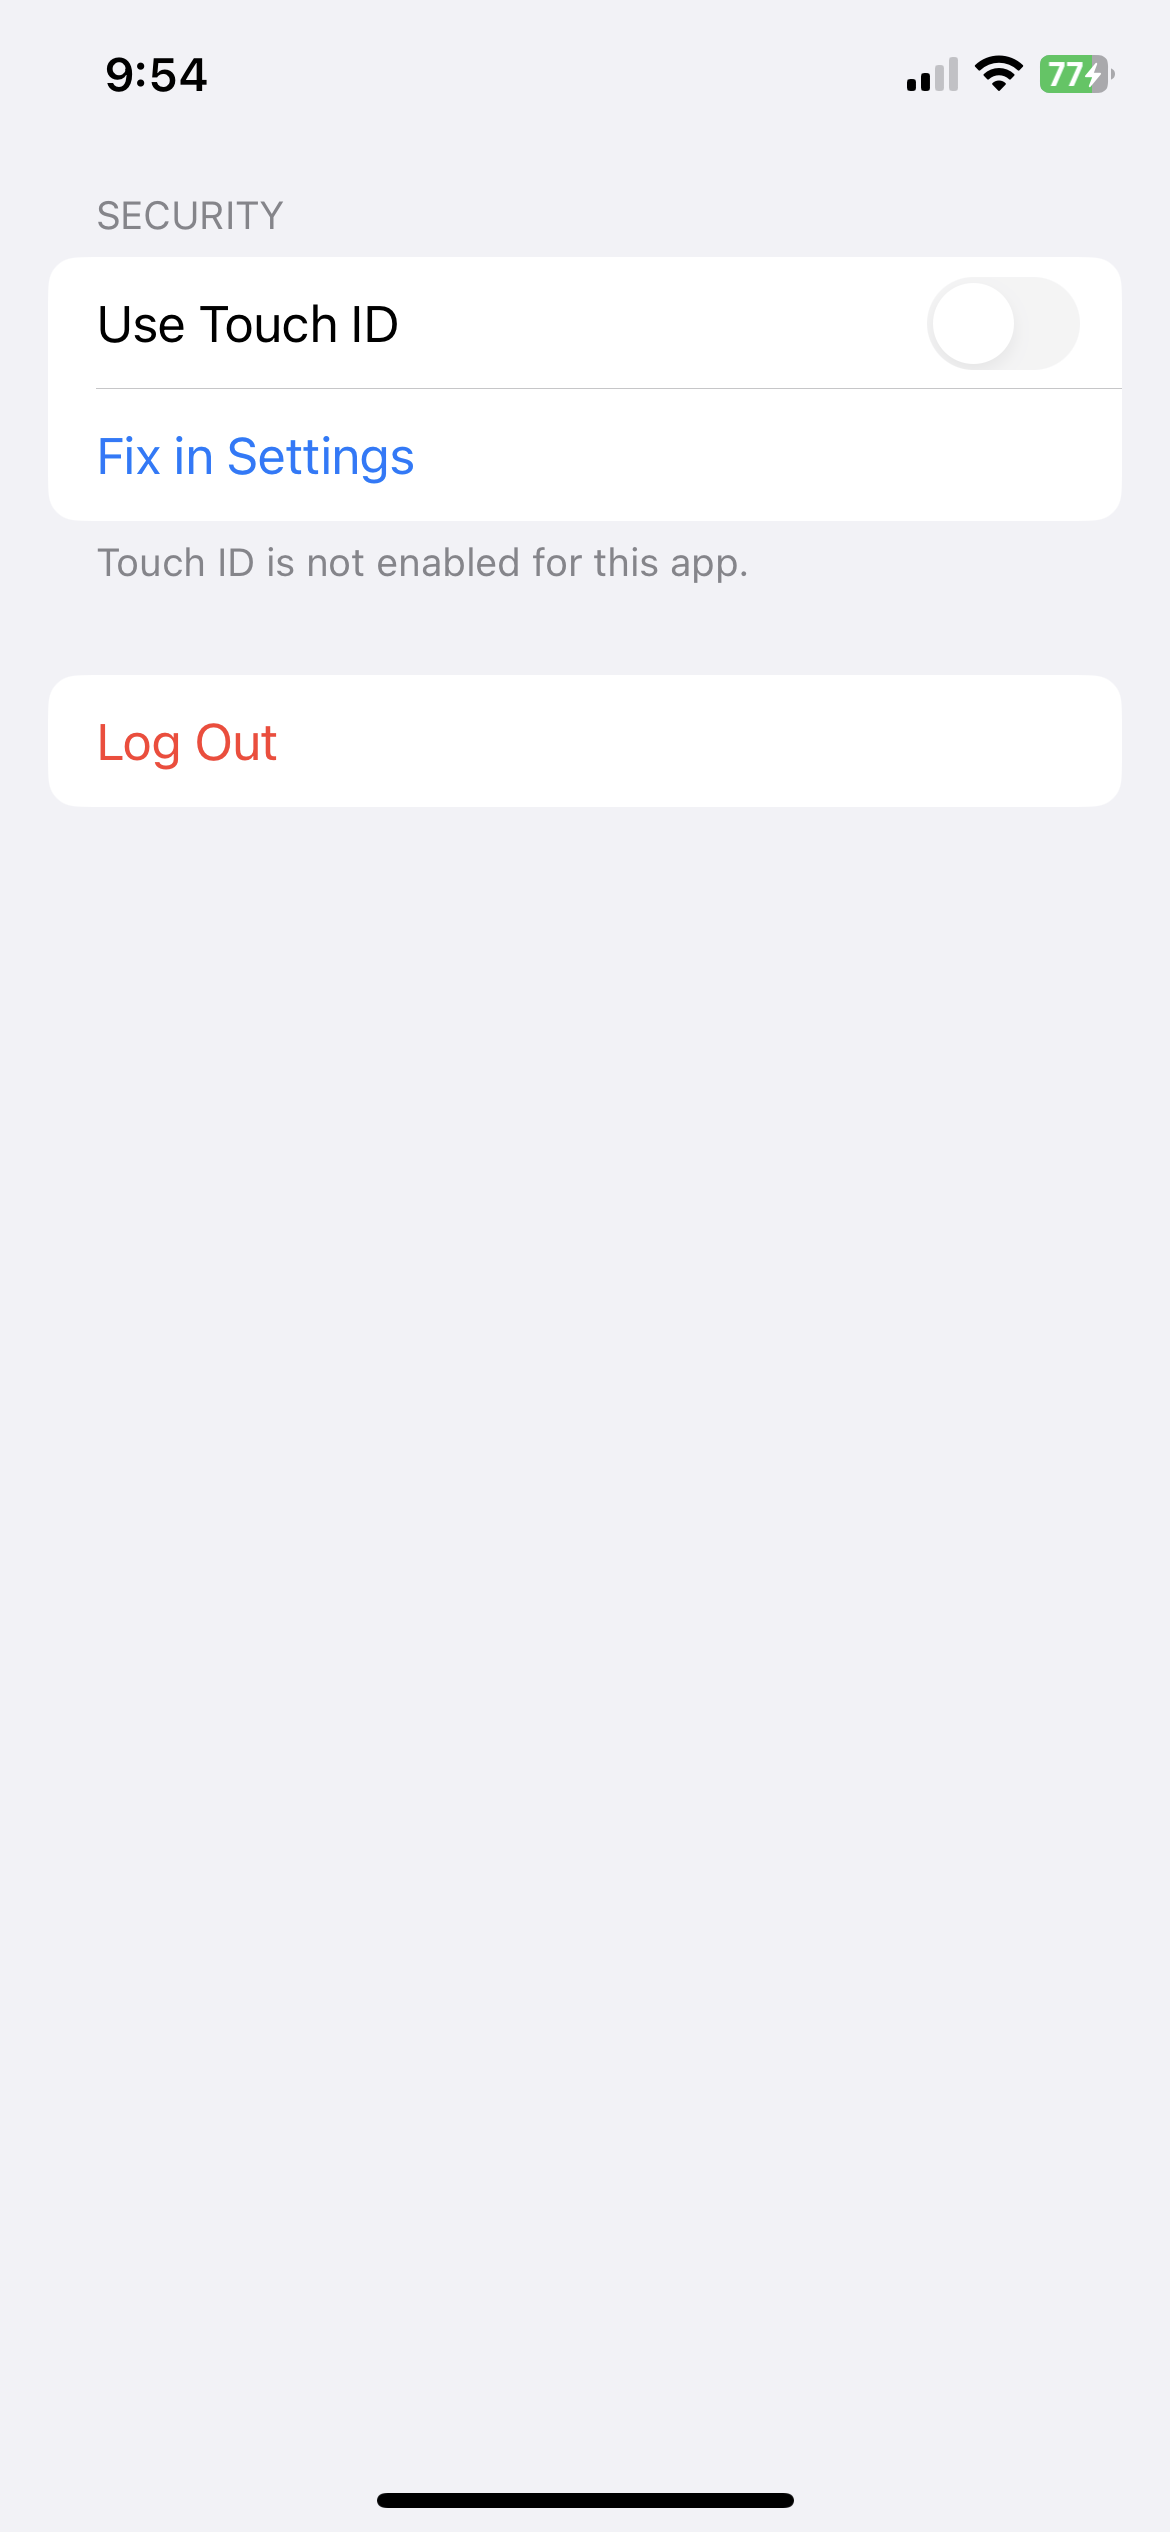 9:54
77
SECURITY
Use Touch ID
Fix in Settings
Touch ID is not enabled for this app.
Log Out